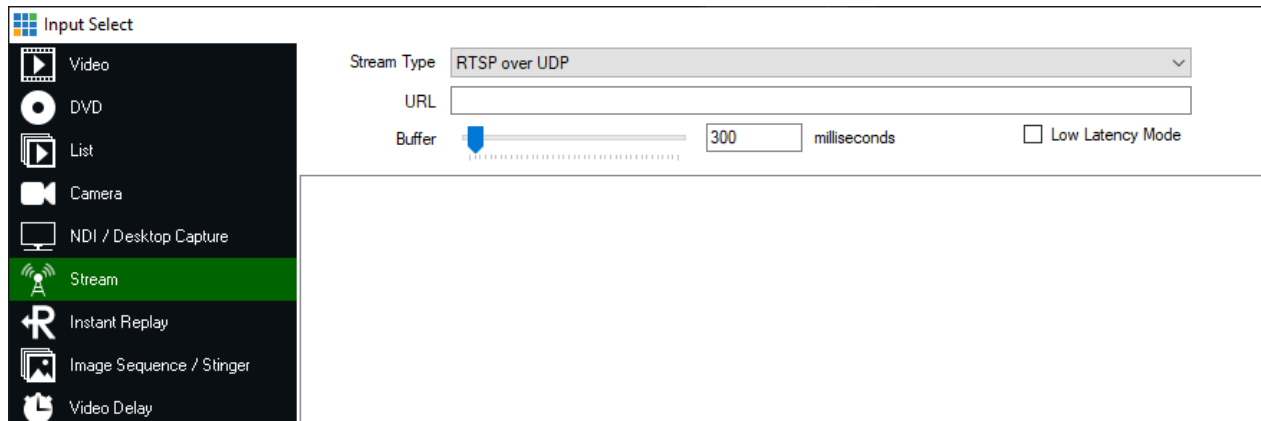 Input Select
Video
DVD
List
Camera
NDI / Desktop Capture
Stream
Instant Replay
Image Sequence / Stinger
Video Delay
Stream Type RTSP over UDP
URL
Buffer 300 milliseconds Low Latency Mode